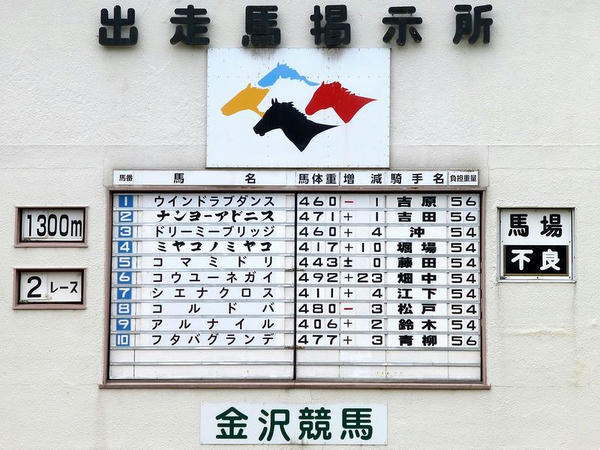 出走馬掲示所
馬番 馬名 馬体重 増減 騎手名 負担重量
1 ウインドラブダンス 460 － 1 吉原 56
2 ナンヨーアドニス 471 ＋ 1 吉田 56
3 ドリーミーブリッジ 460 ＋ 4 沖 54
4 ミヤコノミヤコ 417 ＋ 10 堀場 54
5 コマミドリ 443 ± 0 藤田 54
6 コウユーネガイ 492 ＋ 23 畑中 54
7 シエナクロス 411 ＋ 4 江下 54
8 コルドバ 480 － 3 松戸 54
9 アルナイル 406 ＋ 2 鈴木 54
10 フタバグランデ 477 ＋ 3 青柳 56
1300m
2レース
馬場
不良
金沢競馬